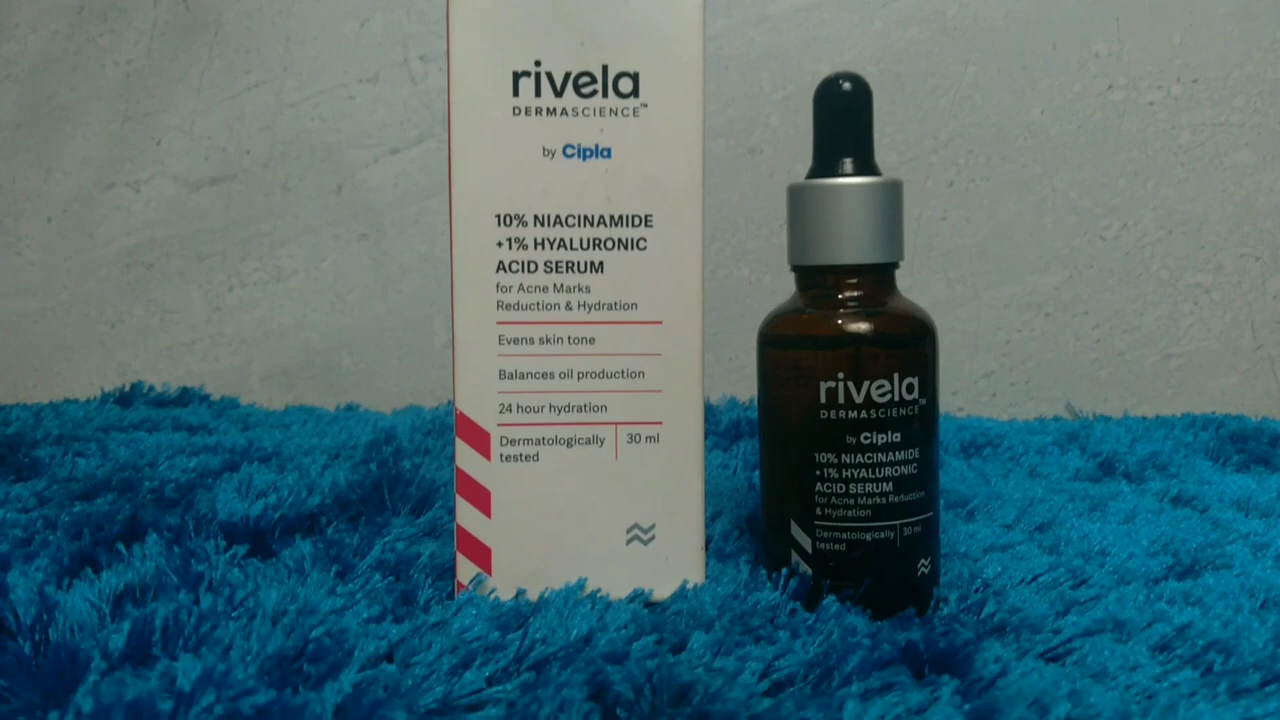 rivela
DERMASCIENCE™
by Cipla
10% NIACINAMIDE
+1% HYALURONIC
ACID SERUM
for Acne Marks
Reduction & Hydration
Evens skin tone
Balances oil production
24 hour hydration
Dermatologically
tested
30 ml
rivela
DERMASCIENCE™
by Cipla
10% NIACINAMIDE
+1% HYALURONIC
ACID SERUM
for Acne Marks Reduction
& Hydration
Dermatologically
tested
30 ml